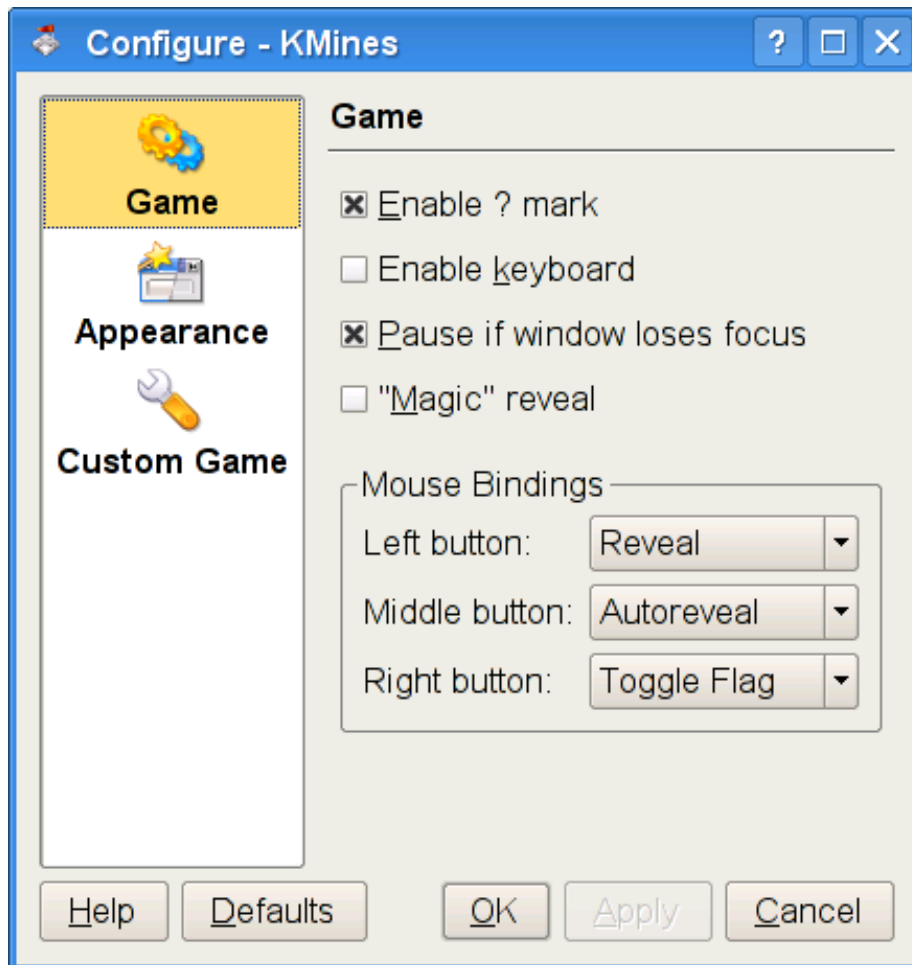 Configure - KMines
?
Game
Appearance
Custom Game
Game
Enable ? mark
Enable keyboard
Pause if window loses focus
"Magic" reveal
Mouse Bindings
Left button: Reveal
Middle button: Autoreveal
Right button: Toggle Flag
Help Defaults OK Apply Cancel